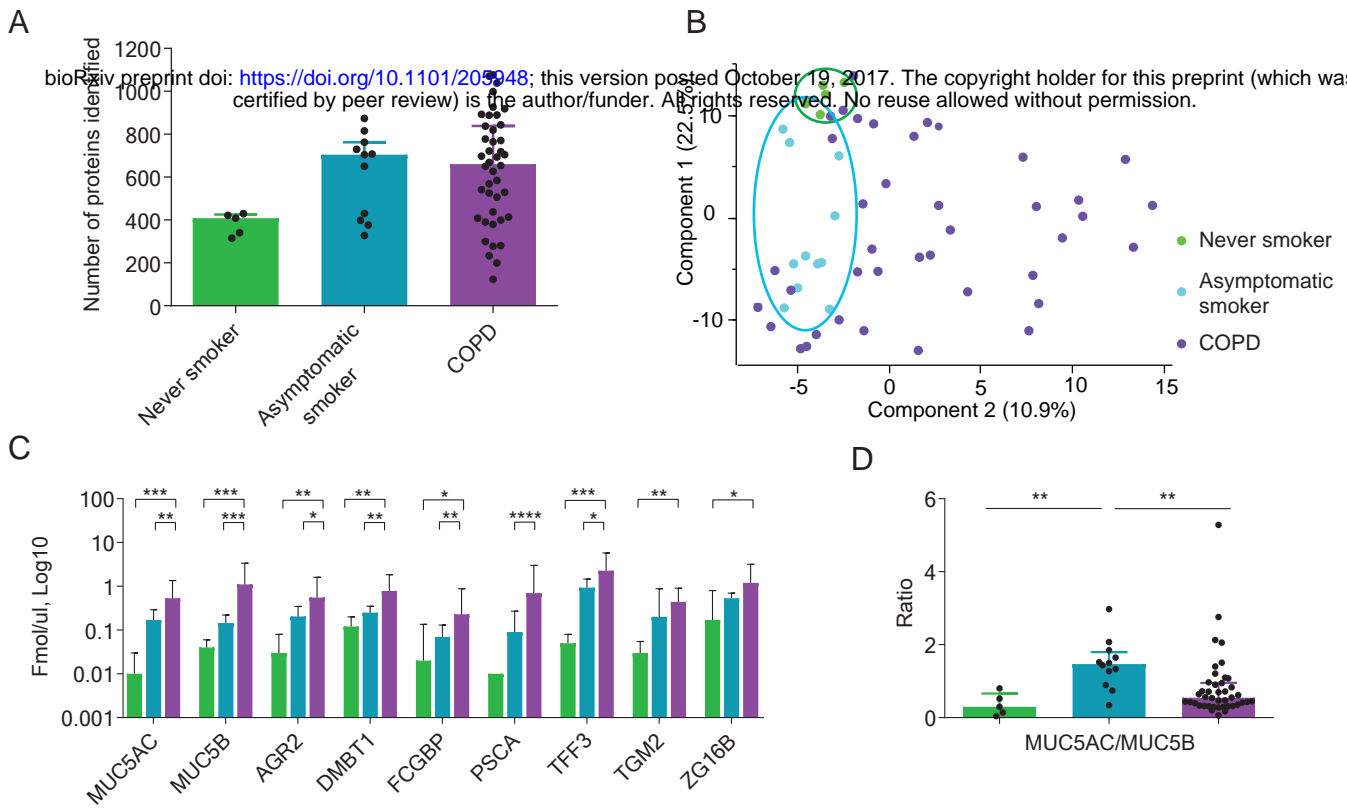 A
B
bioRxiv preprint doi: https://doi.org/10.1101/205948; this version posted October 19, 2017. The copyright holder for this preprint (which was
certified by peer review) is the author/funder. All rights reserved. No reuse allowed without permission.
Number of proteins identified
1200
1000
800
600
400
200
0
Never smoker
Asymptomatic
smoker
COPD
Component 1 (22.5%)
10
0
-10
-5
0
5
10
15
Component 2 (10.9%)
Never smoker
Asymptomatic
smoker
COPD
C
Fmol/ul, Log10
100
10
1
0.1
0.01
0.001
*** *** ** ** * *** ** *
** *** * ** ** **** *
MUC5AC
MUC5B
AGR2
DMBT1
FCGBP
PSCA
TFF3
TGM2
ZG16B
D
Ratio
6
4
2
0
** **
MUC5AC/MUC5B